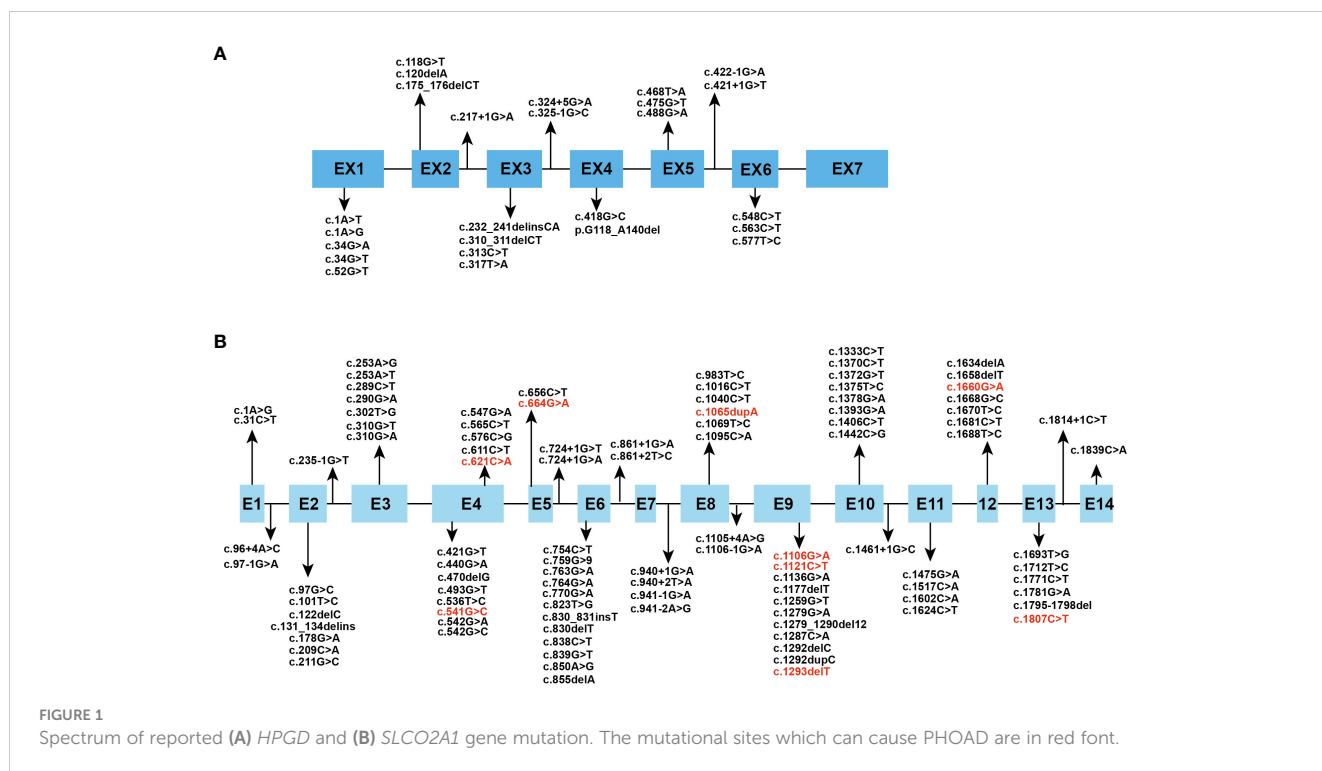 A
c.118G>T
c.120delA
c.175_176delCT
c.217+1G>A
c.324+5G>A
c.325-1G>C
c.468T>A
c.475G>T
c.488G>A
c.422-1G>A
c.421+1G>T
EX1 EX2 EX3 EX4 EX5 EX6 EX7
c.1A>T
c.1A>G
c.34G>A
c.34G>T
c.52G>T
c.232_241delinsCA
c.310_311delCT
c.313C>T
c.317T>A
c.418G>C
p.G118_A140del
c.548C>T
c.563C>T
c.577T>C
B
c.1A>G
c.31C>T
c.235-1G>T
c.253A>G
c.253A>T
c.289C>T
c.290G>A
c.302T>G
c.310G>T
c.310G>A
c.547G>A
c.565C>T
c.576C>G
c.611C>T
c.621C>A
c.656C>T
c.664G>A
c.724+1G>T
c.724+1G>A
c.861+1G>A
c.861+2T>C
c.983T>C
c.1016C>T
c.1040C>T
c.1065dupA
c.1069T>C
c.1095C>A
c.1333C>T
c.1370C>T
c.1372G>T
c.1375T>C
c.1378G>A
c.1393G>A
c.1406C>T
c.1442C>G
c.1634delA
c.1658delT
c.1660G>A
c.1668G>C
c.1670T>C
c.1681C>T
c.1688T>C
c.1814+1C>T
c.1839C>A
E1 E2 E3 E4 E5 E6 E7 E8 E9 E10 E11 12 E13 E14
c.96+4A>C
c.97-1G>A
c.97G>C
c.101T>C
c.122delC
c.131_134delins
c.178G>A
c.209C>A
c.211G>C
c.421G>T
c.440G>A
c.470delG
c.493G>T
c.536T>C
c.541G>C
c.542G>A
c.542G>C
c.754C>T
c.759G>9
c.763G>A
c.764G>A
c.770G>A
c.823T>G
c.830_831insT
c.830delT
c.838C>T
c.839G>T
c.850A>G
c.855delA
c.940+1G>A
c.940+2T>A
c.941-1G>A
c.941-2A>G
c.1105+4A>G
c.1106-1G>A
c.1106G>A
c.1121C>T
c.1136G>A
c.1177delT
c.1259G>T
c.1279G>A
c.1279_1290del12
c.1287C>A
c.1292delC
c.1292dupC
c.1293delT
c.1461+1G>C
c.1475G>A
c.1517C>A
c.1602C>A
c.1624C>T
c.1693T>G
c.1712T>C
c.1771C>T
c.1781G>A
c.1795-1798del
c.1807C>T
FIGURE 1
Spectrum of reported (A) HPGD and (B) SLCO2A1 gene mutation. The mutational sites which can cause PHOAD are in red font.